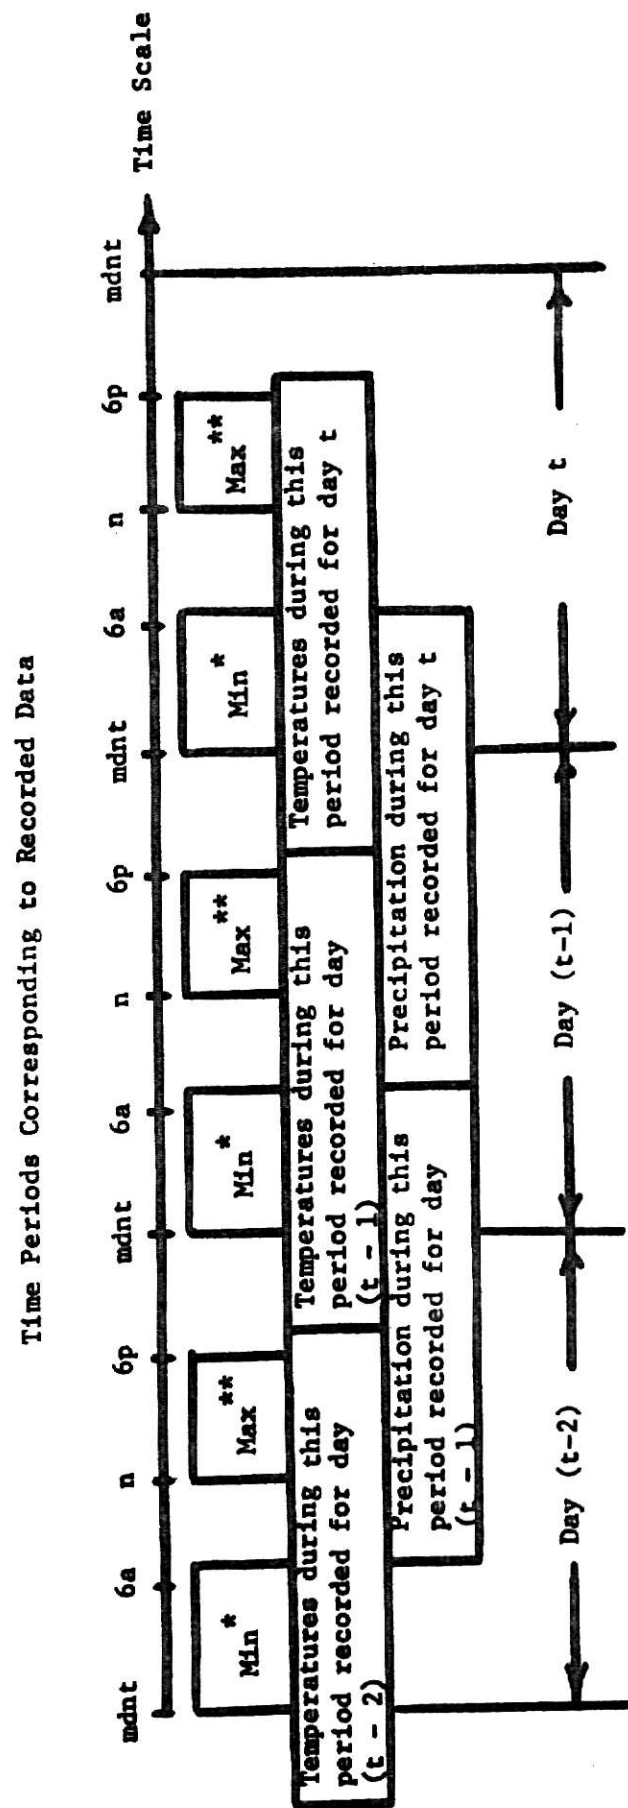 Time Periods Corresponding to Recorded Data
mdnt 6a n 6p mdnt 6a n 6p mdnt 6a n 6p mdnt Time Scale
Min* Max** Min* Max** Min* Max**
Temperatures during this
period recorded for day
(t - 2)
Temperatures during this
period recorded for day
(t - 1)
Temperatures during this
period recorded for day t
Precipitation during this
period recorded for day
(t - 1)
Precipitation during this
period recorded for day t
Day (t-2) Day (t-1) Day t